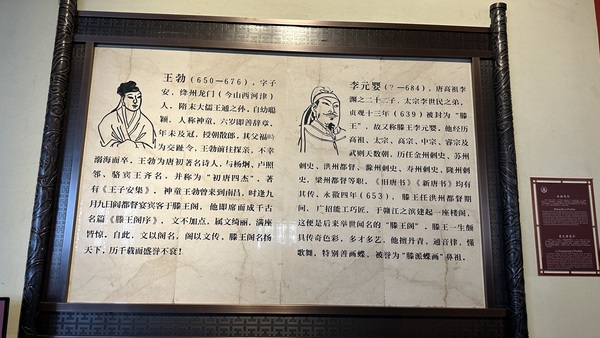 王勃(650—676),字子
安,绛州龙门(今山西河津)
人,隋末大儒王通之孙,自幼聪
颖,人称神童,六岁即善辞章,
年未及冠,授朝散郎,其父福畤
为交趾令,王勃前往探亲,不幸
溺海而卒,王勃为唐初著名诗人,与杨炯、卢照
邻、骆宾王齐名,并称为“初唐四杰”,著
有《王子安集》,神童王勃曾来到南昌,时逢九
月九日阎都督宴宾客于滕王阁,他即席而成千古
名篇《滕王阁序》,文不加点,属文绮丽,满座
皆惊,自此,文以阁名,阁以文传,滕王阁名扬
天下,历千载而盛誉不衰!
李元婴(?—684),唐高祖李
渊之二十二子,太宗李世民之弟,
贞观十三年(639)被封为“滕
王”,故又称滕王李元婴,他经历
高祖、太宗、高宗、中宗、睿宗及
武则天数朝,历任金州刺史、苏州
刺史、洪州都督、滁州刺史、寿州刺史、隆州刺
史、梁州都督等职,《旧唐书》《新唐书》均有
其传,永徽四年(653),滕王任洪州都督期
间,广招能工巧匠,于赣江之滨建起一座楼阁,
这便是后来举世闻名的“滕王阁”,滕王一生颇
具传奇色彩,多才多艺,他擅丹青,通音律,懂
歌舞,特别善画蝶,被誉为“滕派蝶画”鼻祖。